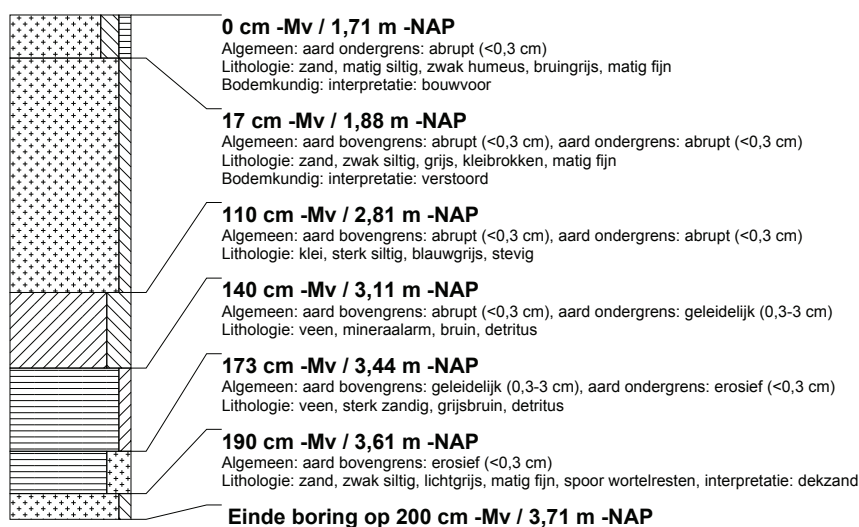 0 cm -Mv / 1,71 m -NAP
Algemeen: aard ondergrens: abrupt (<0,3 cm)
Lithologie: zand, matig siltig, zwak humeus, bruingrijs, matig fijn
Bodemkundig: interpretatie: bouwvoor
17 cm -Mv / 1,88 m -NAP
Algemeen: aard bovengrens: abrupt (<0,3 cm), aard ondergrens: abrupt (<0,3 cm)
Lithologie: zand, zwak siltig, grijs, kleibrokken, matig fijn
Bodemkundig: interpretatie: verstoord
110 cm -Mv / 2,81 m -NAP
Algemeen: aard bovengrens: abrupt (<0,3 cm), aard ondergrens: abrupt (<0,3 cm)
Lithologie: klei, sterk siltig, blauwgrijs, stevig
140 cm -Mv / 3,11 m -NAP
Algemeen: aard bovengrens: abrupt (<0,3 cm), aard ondergrens: geleidelijk (0,3-3 cm)
Lithologie: veen, mineraalarm, bruin, detritus
173 cm -Mv / 3,44 m -NAP
Algemeen: aard bovengrens: geleidelijk (0,3-3 cm), aard ondergrens: erosief (<0,3 cm)
Lithologie: veen, sterk zandig, grijsbruin, detritus
190 cm -Mv / 3,61 m -NAP
Algemeen: aard bovengrens: erosief (<0,3 cm)
Lithologie: zand, zwak siltig, lichtgrijs, matig fijn, spoor wortelresten, interpretatie: dekzand
Einde boring op 200 cm -Mv / 3,71 m -NAP